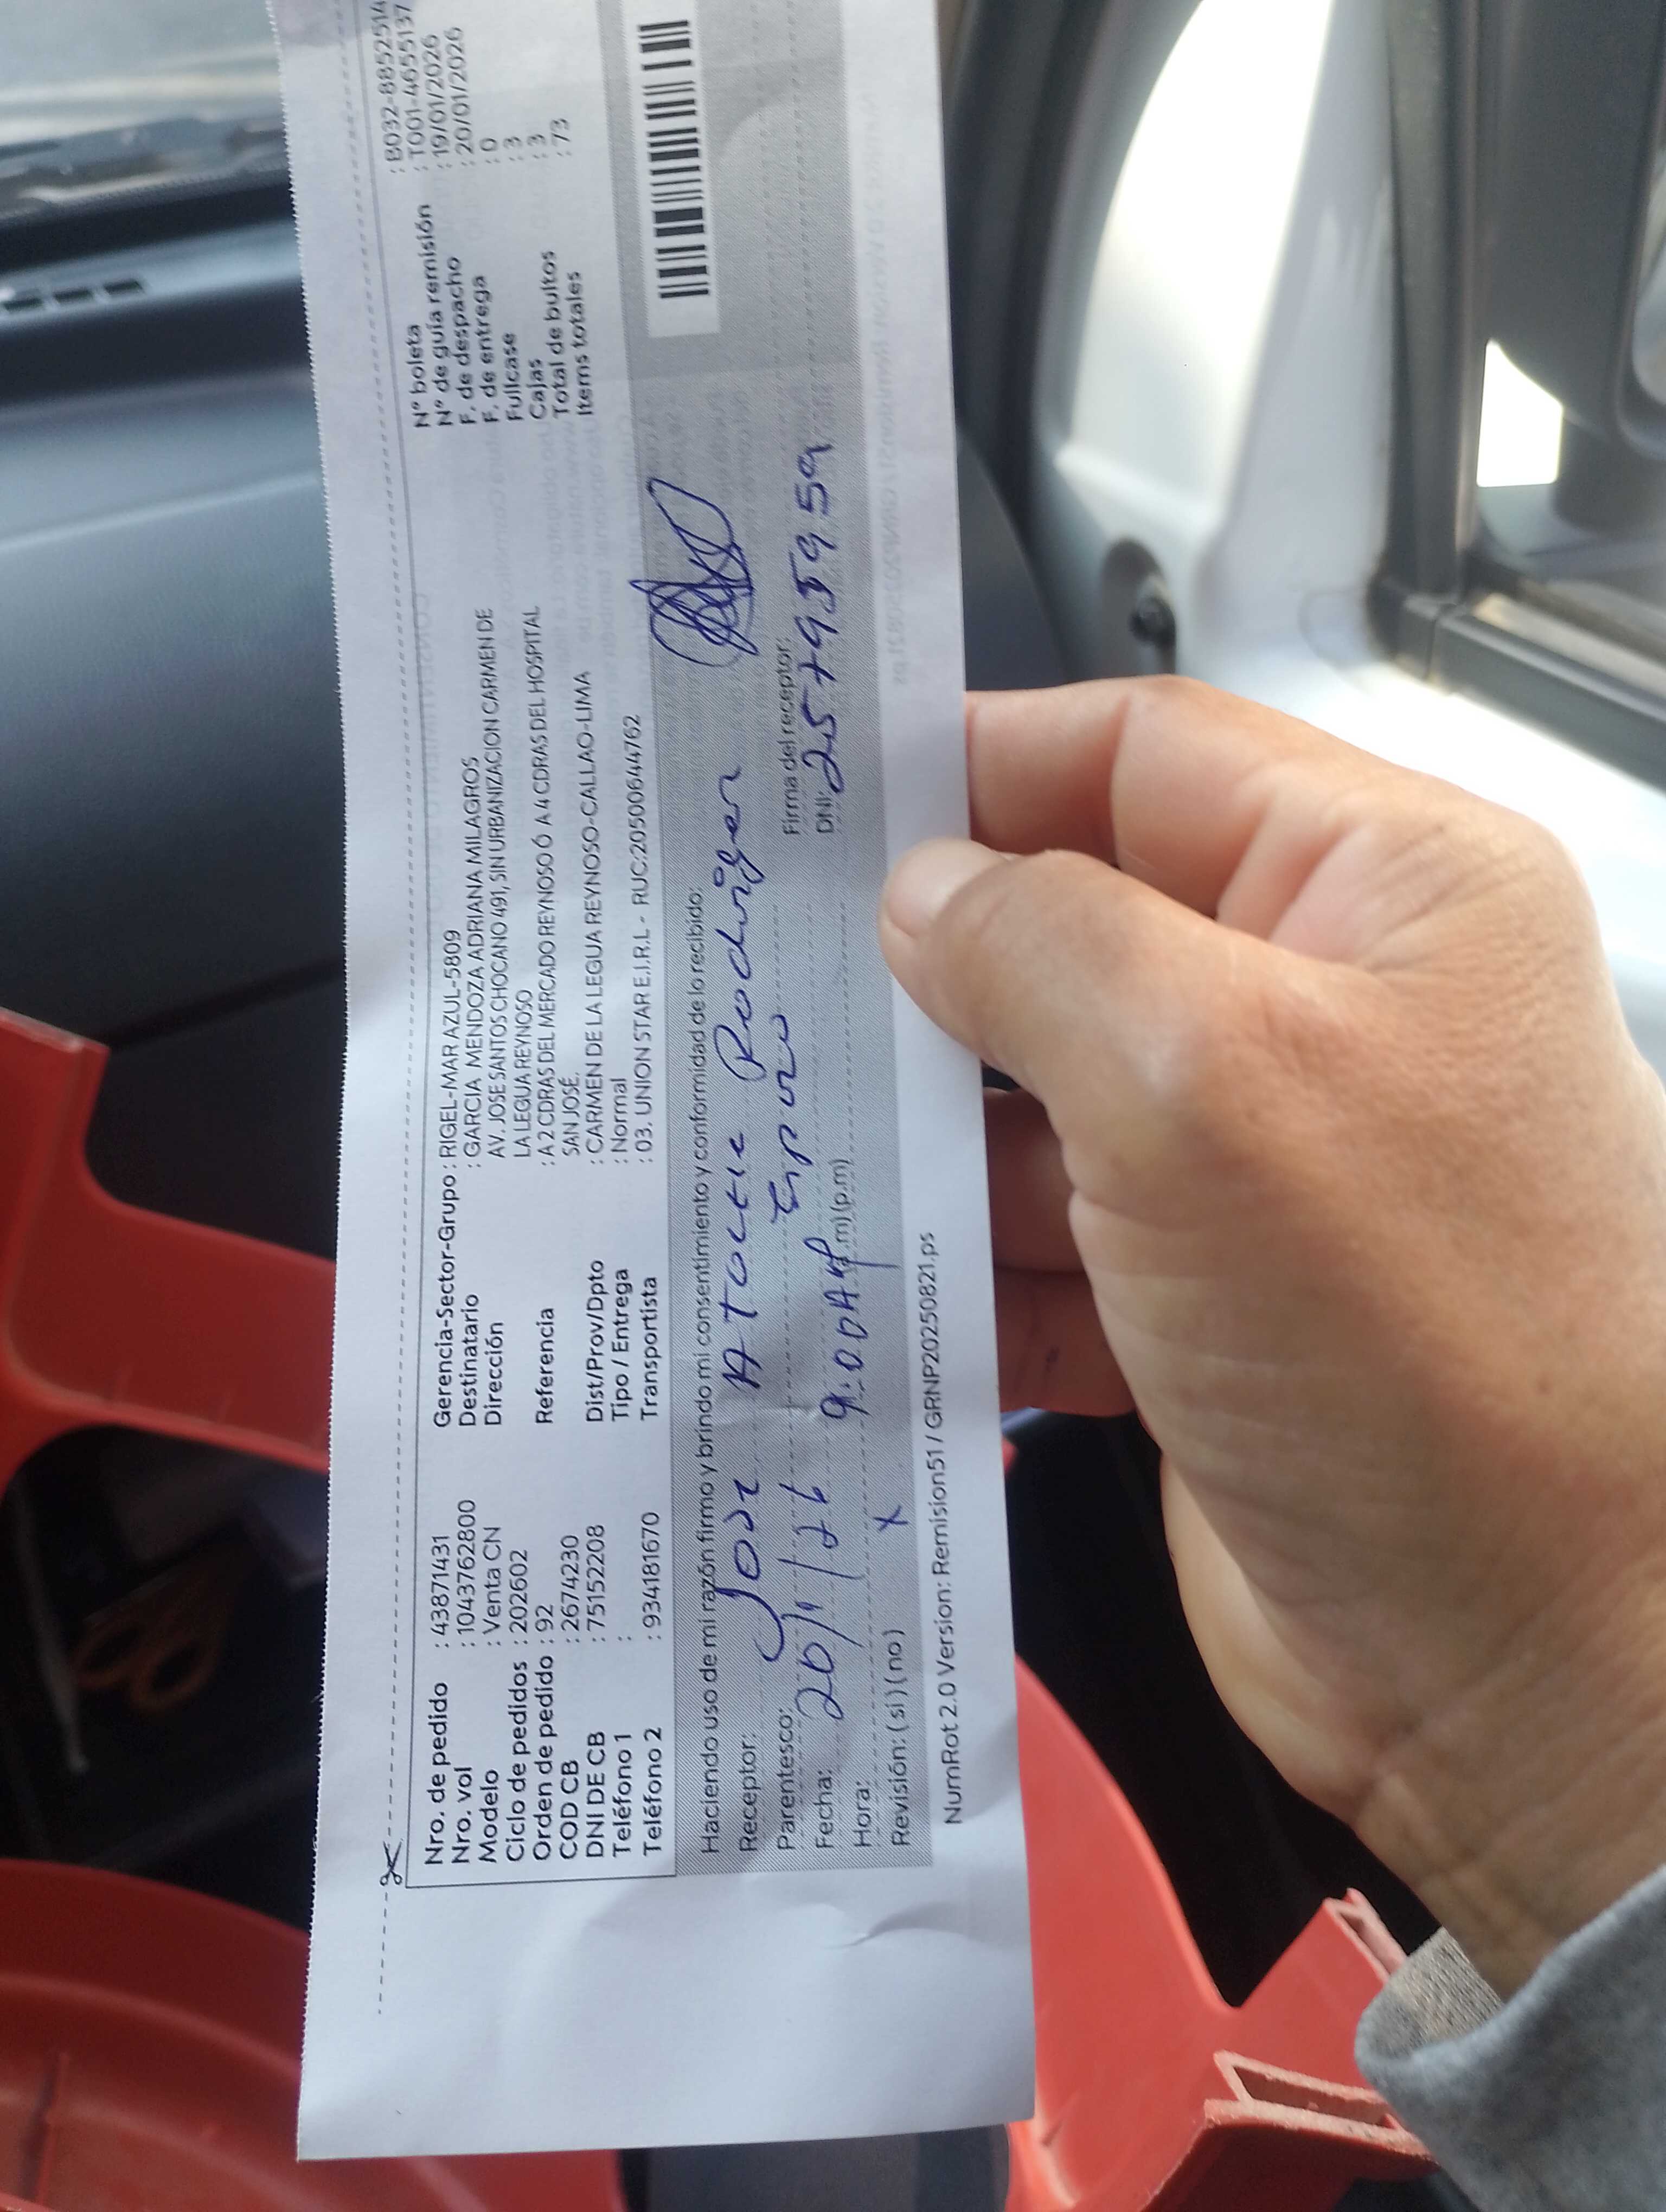 Nro. de pedido : 43871431
Nro. vol : 1043762800
Modelo : Venta CN
Ciclo de pedidos : 202602
Orden de pedido : 92
COD CB : 2674230
DNI DE CB : 75152208
Teléfono 1 :
Teléfono 2 : 934181670
Gerencia-Sector-Grupo : RIGEL-MAR AZUL-5809
Destinatario : GARCIA MENDOZA ADRIANA MILAGROS
Dirección AV. JOSE SANTOS CHOCANO 491, SIN URBANIZACION CARMEN DE
LA LEGUA REYNOSO
Referencia : A 2 CDRAS DEL MERCADO REYNOSO Ó A 4 CDRAS DEL HOSPITAL
SAN JOSÉ.
Dist/Prov/Dpto : CARMEN DE LA LEGUA REYNOSO-CALLAO-LIMA
Tipo / Entrega : Normal
Transportista : 03. UNION STAR E.I.R.L - RUC:20500644762
N° boleta : B032-8852514
N° de guía remisión : T001-4655137
F. de despacho : 19/01/2026
F. de entrega : 20/01/2026
Fullcase : 0
Cajas : 3
Total de bultos : 3
Items totales : 73
Haciendo uso de mi razón firmo y brindo mi consentimiento y conformidad de lo recibido:
Receptor: Rodriguez
Parentesco:
Firma del receptor:
Fecha: 20/1/26
DNI: 25795959
Hora: 9.00 .m) (p.m)
Revisión: (si) (no) X
NumRot 2.0 Version: Remision51 / GRNP20250821.ps